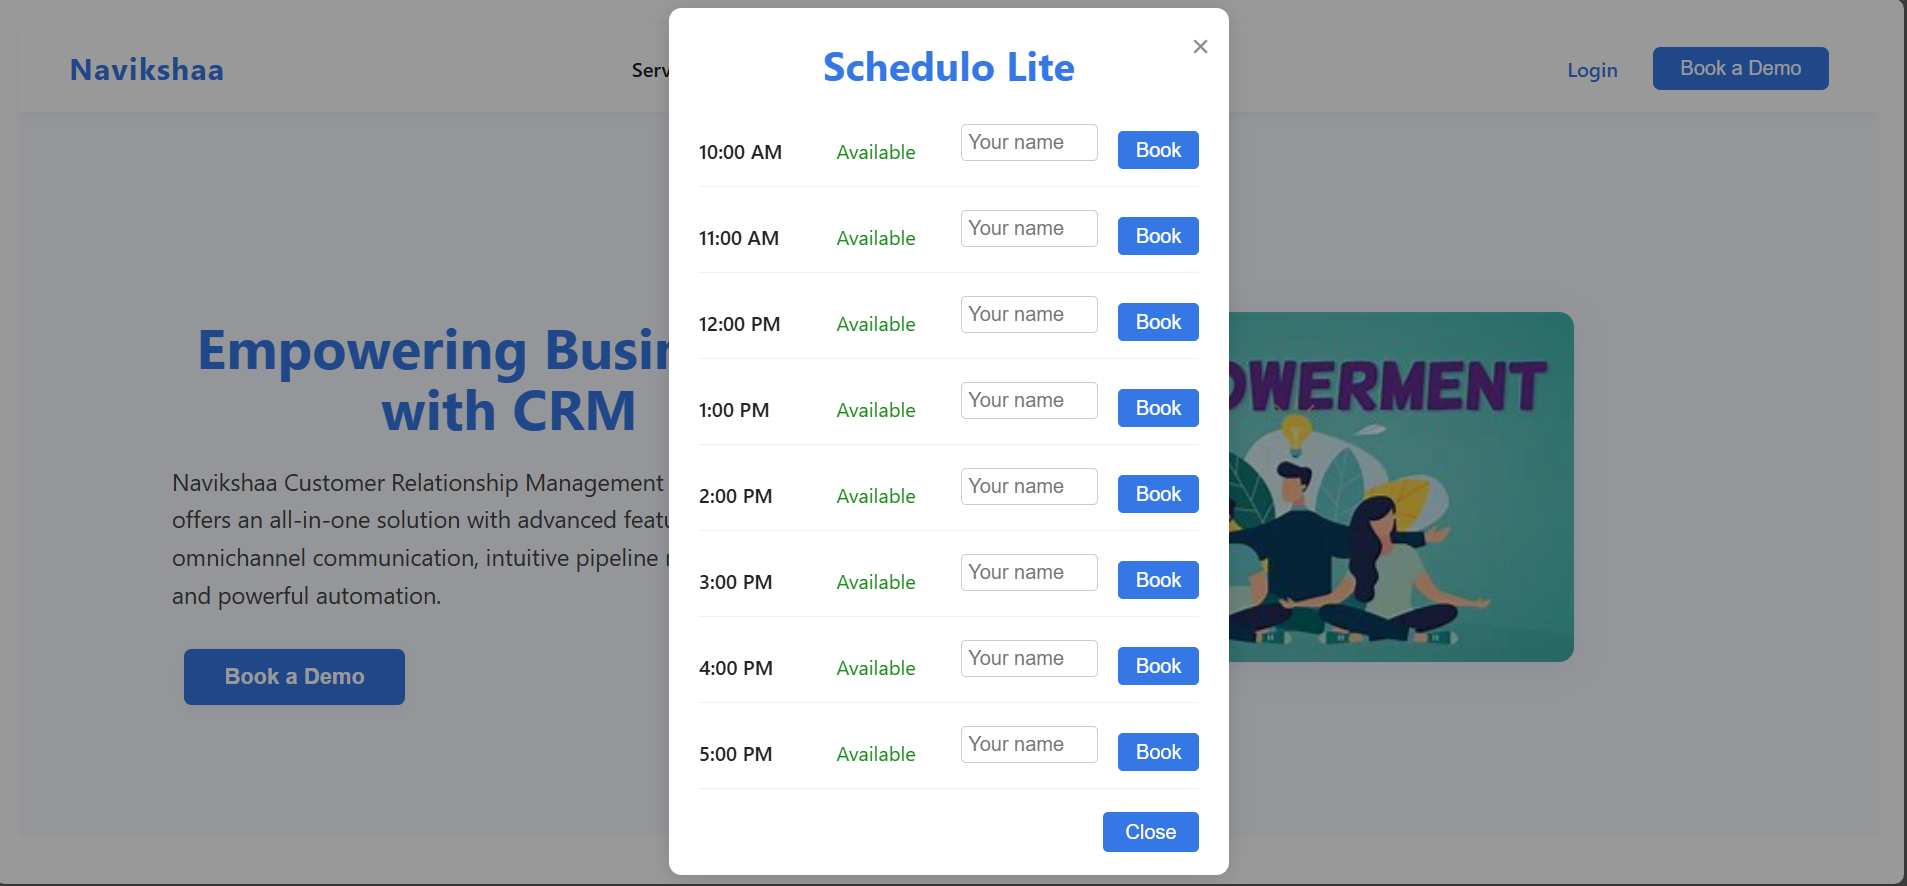 Navikshaa
Serv
Login
Book a Demo
Empowering Busin
with CRM
Navikshaa Customer Relationship Management
offers an all-in-one solution with advanced featu
omnichannel communication, intuitive pipeline
and powerful automation.
Book a Demo
OWERMENT
Schedulo Lite
×
10:00 AM Available Your name Book
11:00 AM Available Your name Book
12:00 PM Available Your name Book
1:00 PM Available Your name Book
2:00 PM Available Your name Book
3:00 PM Available Your name Book
4:00 PM Available Your name Book
5:00 PM Available Your name Book
Close